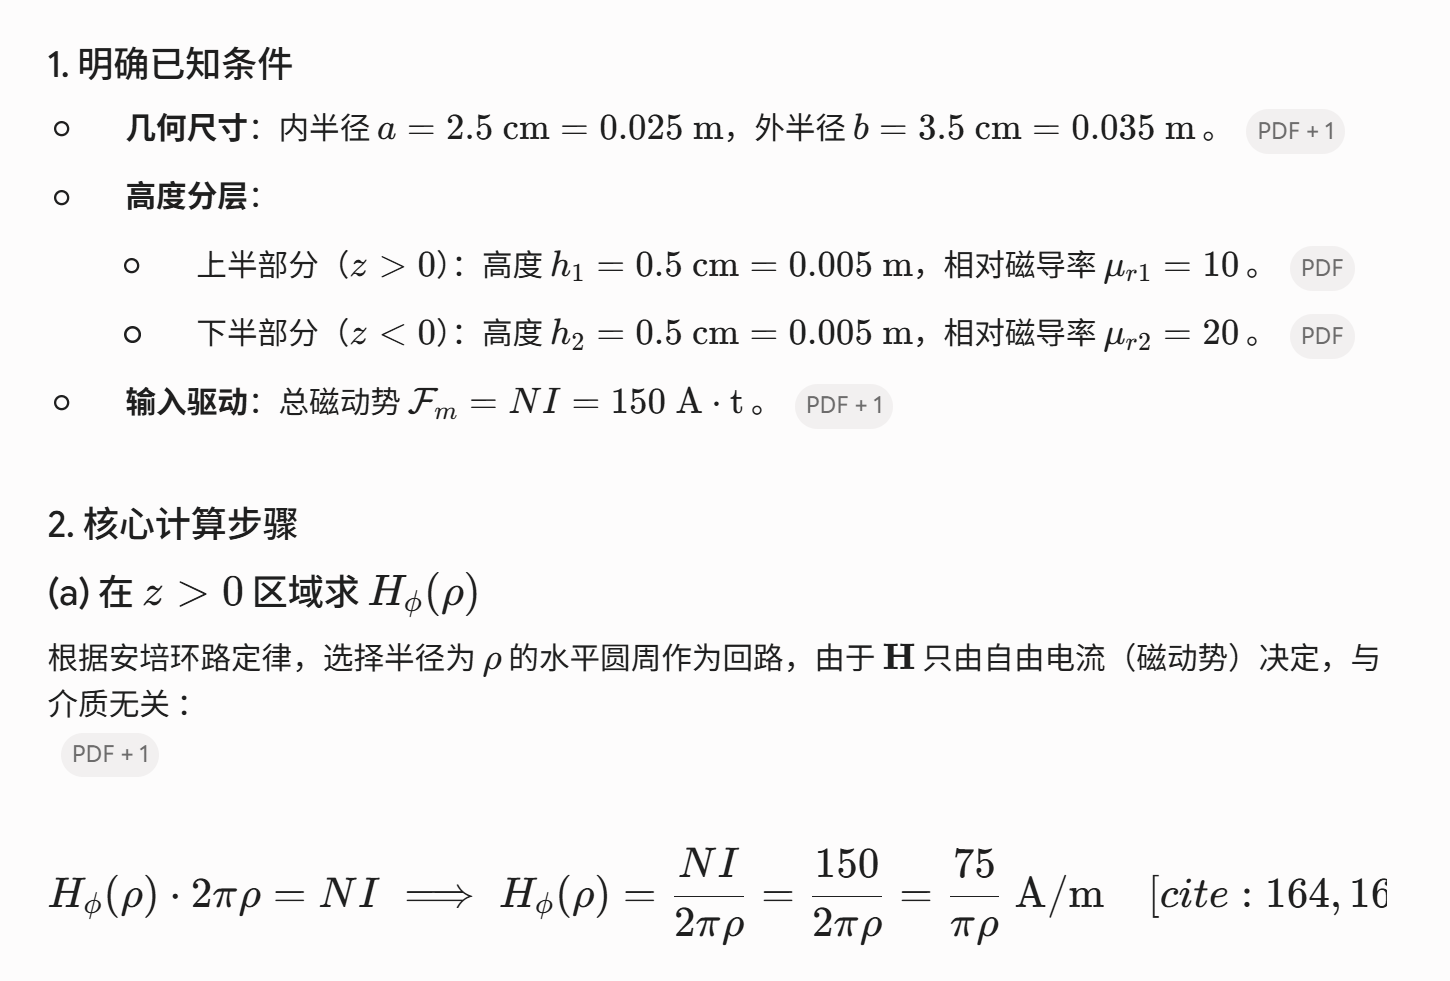 1. 明确已知条件
几何尺寸：内半径 a = 2.5 cm = 0.025 m，外半径 b = 3.5 cm = 0.035 m。 PDF + 1
高度分层：
上半部分（z > 0）：高度 h₁ = 0.5 cm = 0.005 m，相对磁导率 μ_{r1} = 10。 PDF
下半部分（z < 0）：高度 h₂ = 0.5 cm = 0.005 m，相对磁导率 μ_{r2} = 20。 PDF
输入驱动：总磁动势 ℱ_m = NI = 150 A · t。 PDF + 1
2. 核心计算步骤
(a) 在 z > 0 区域求 H_ϕ(ρ)
根据安培环路定律，选择半径为 ρ 的水平圆周作为回路，由于 H 只由自由电流（磁动势）决定，与
介质无关：
PDF + 1
H_ϕ(ρ) · 2πρ = NI ⟹ H_ϕ(ρ) = NI/2πρ = 150/2πρ = 75/πρ A/m [cite : 164, 16